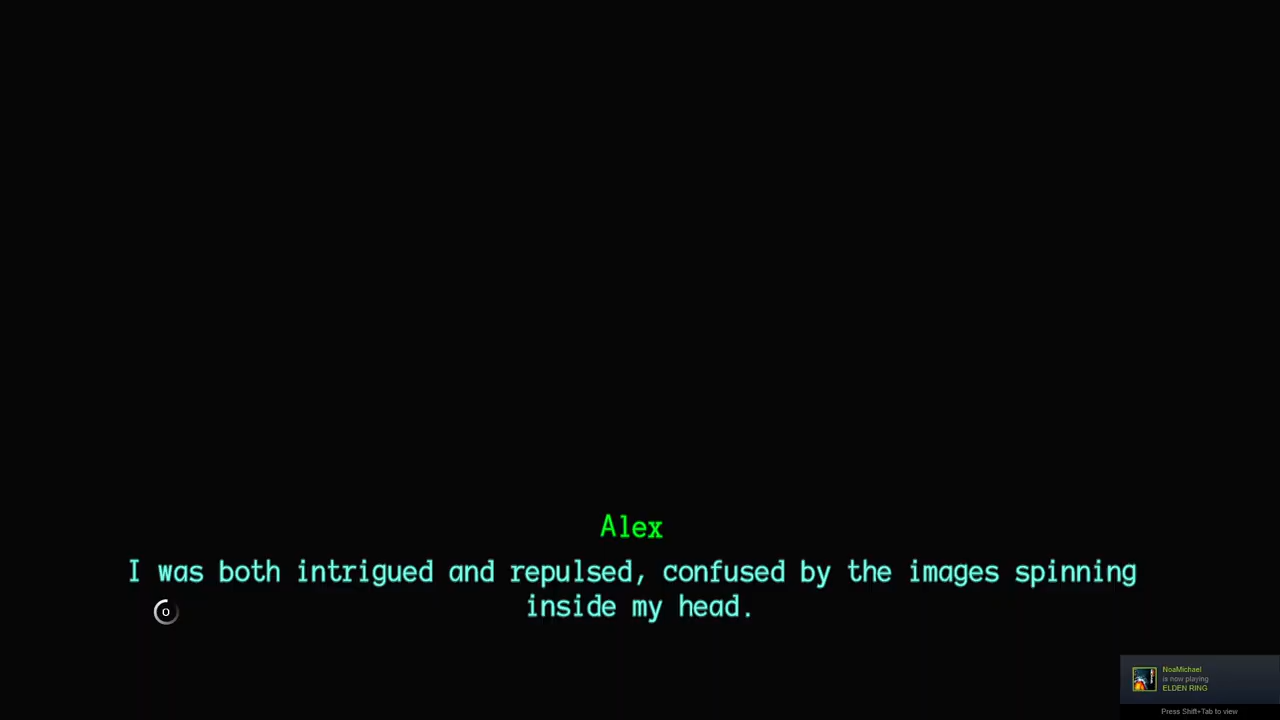 Alex
I was both intrigued and repulsed, confused by the images spinning
inside my head.
O
NoaMichael
is now playing
ELDEN RING
Press Shift+Tab to view